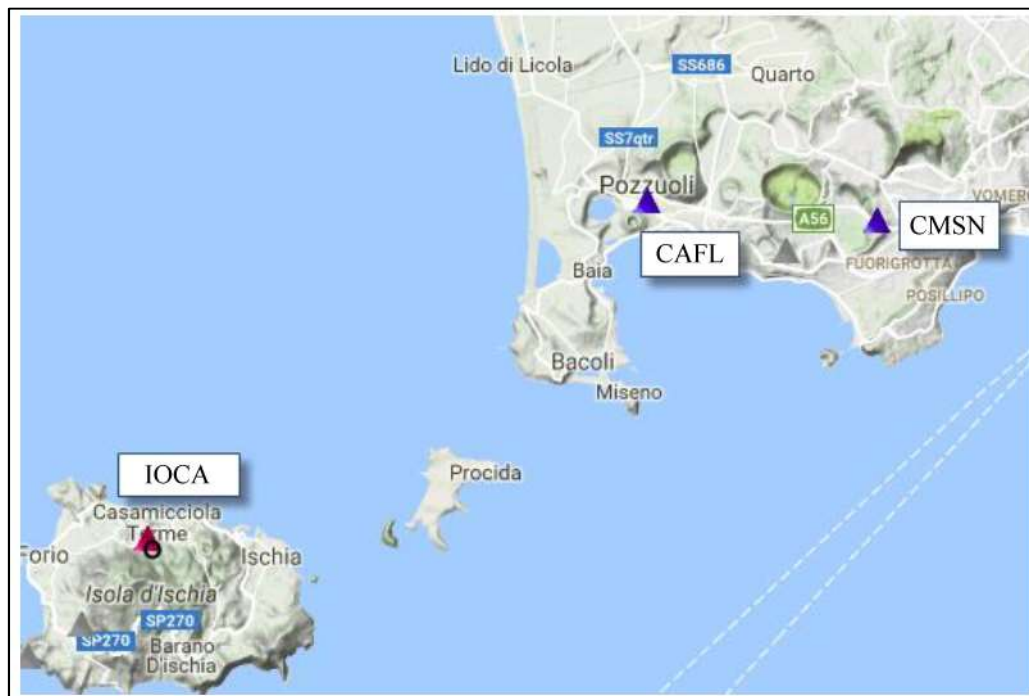 Lido di Licola
SS686
Quarto
SS7qtr
Pozzuoli
VOMERO
A56
CMSN
CAFL
FUORIGROTTA
Baia
POSILLIPO
Bacoli
Miseno
IOCA
Procida
Casamicciola
Terme
Forio
Ischia
Isola d'Ischia
SP270
SP270
Barano
D'ischia